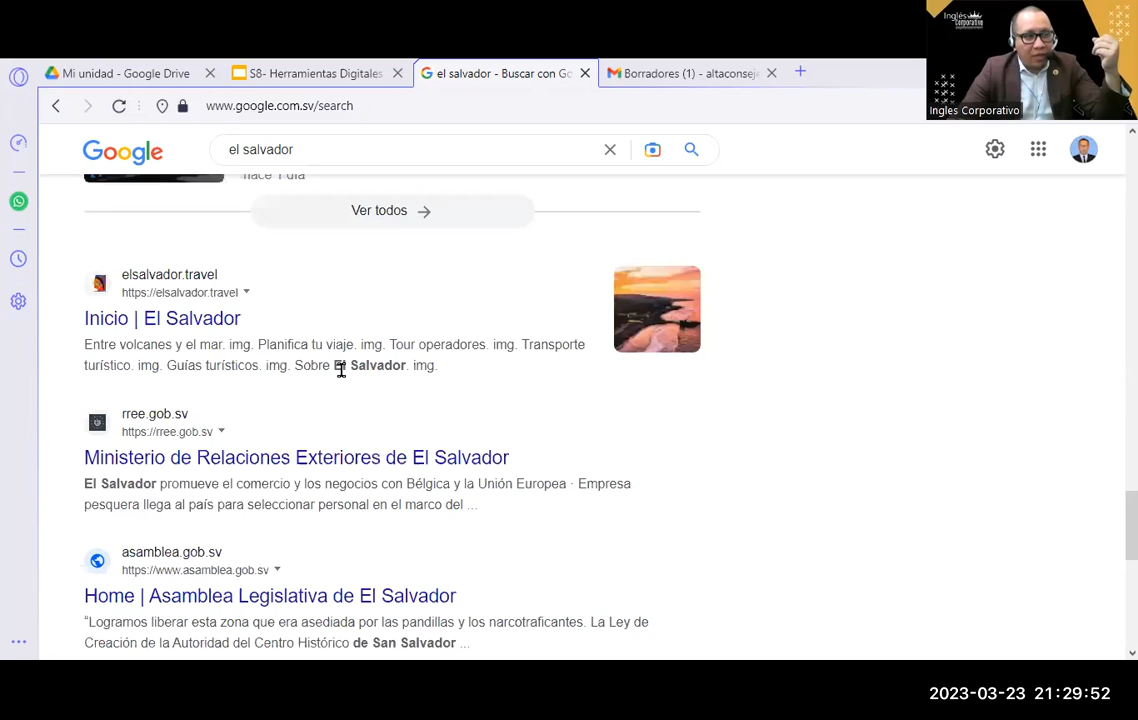 Inglés
corporativo
Ingles Corporativo
Mi unidad - Google Drive
S8- Herramientas Digitales
el salvador - Buscar con Go
Borradores (1) - altaconseje
www.google.com.sv/search
Google
el salvador
hace 1 día
Ver todos
elsalvador.travel
https://elsalvador.travel
Inicio | El Salvador
Entre volcanes y el mar. img. Planifica tu viaje. img. Tour operadores. img. Transporte
turístico. img. Guías turísticos. img. Sobre El Salvador. img.
rree.gob.sv
https://rree.gob.sv
Ministerio de Relaciones Exteriores de El Salvador
El Salvador promueve el comercio y los negocios con Bélgica y la Unión Europea · Empresa
pesquera llega al país para seleccionar personal en el marco del ...
asamblea.gob.sv
https://www.asamblea.gob.sv
Home | Asamblea Legislativa de El Salvador
“Logramos liberar esta zona que era asediada por las pandillas y los narcotraficantes. La Ley de
Creación de la Autoridad del Centro Histórico de San Salvador ...
2023-03-23 21:29:52